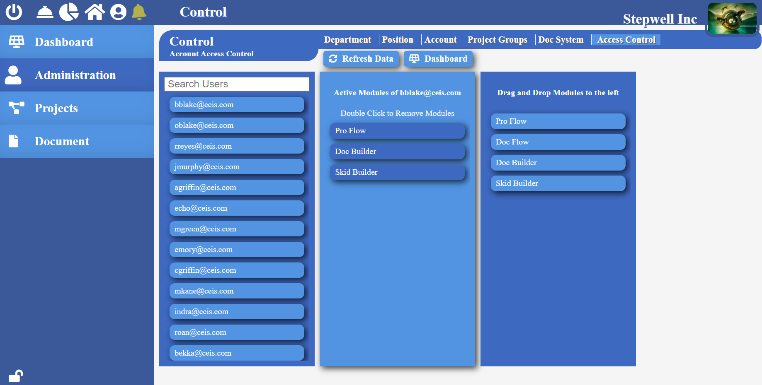 Control
Stepwell Inc
Dashboard
Administration
Projects
Document
Control
Account Access Control
Department
Position
Account
Project Groups
Doc System
Access Control
Refresh Data
Dashboard
Search Users
bblake@ceis.com
oblake@ceis.com
rreyes@ceis.com
jmurphy@ceis.com
agriffin@ceis.com
echo@ceis.com
mgreen@ceis.com
emory@ceis.com
cgriffin@ceis.com
mkane@ceis.com
indra@ceis.com
roan@ceis.com
bekka@ceis.com
Active Modules of bblake@ceis.com
Double Click to Remove Modules
Pro Flow
Doc Builder
Skid Builder
Drag and Drop Modules to the left
Pro Flow
Doc Flow
Doc Builder
Skid Builder